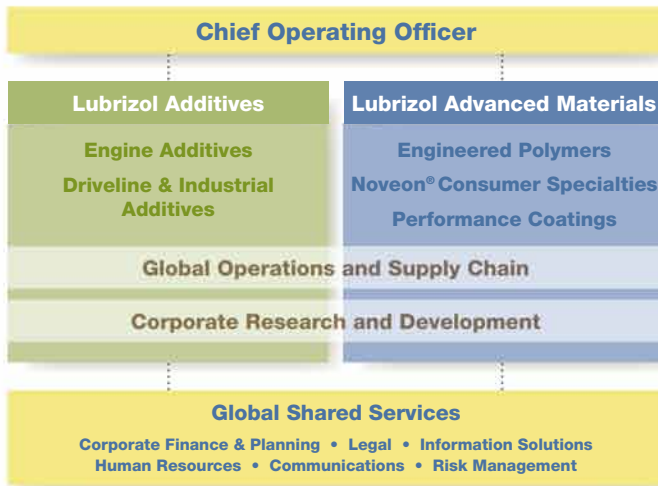 Chief Operating Officer
Lubrizol Additives
Engine Additives
Driveline & Industrial
Additives
Lubrizol Advanced Materials
Engineered Polymers
Noveon® Consumer Specialties
Performance Coatings
Global Operations and Supply Chain
Corporate Research and Development
Global Shared Services
Corporate Finance & Planning • Legal • Information Solutions
Human Resources • Communications • Risk Management